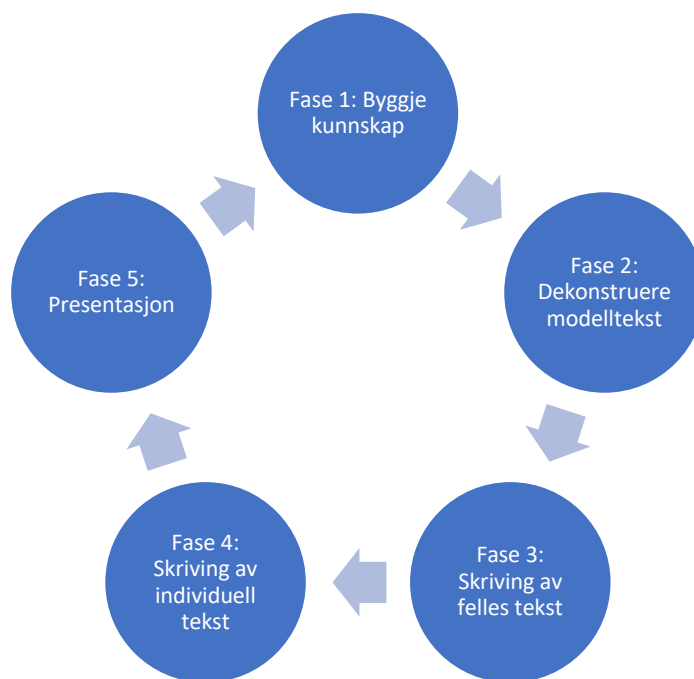 Fase 1: Byggje
kunnskap
Fase 2:
Dekonstruere
modelltekst
Fase 3:
Skriving av
felles tekst
Fase 4:
Skriving av
individuell
tekst
Fase 5:
Presentasjon